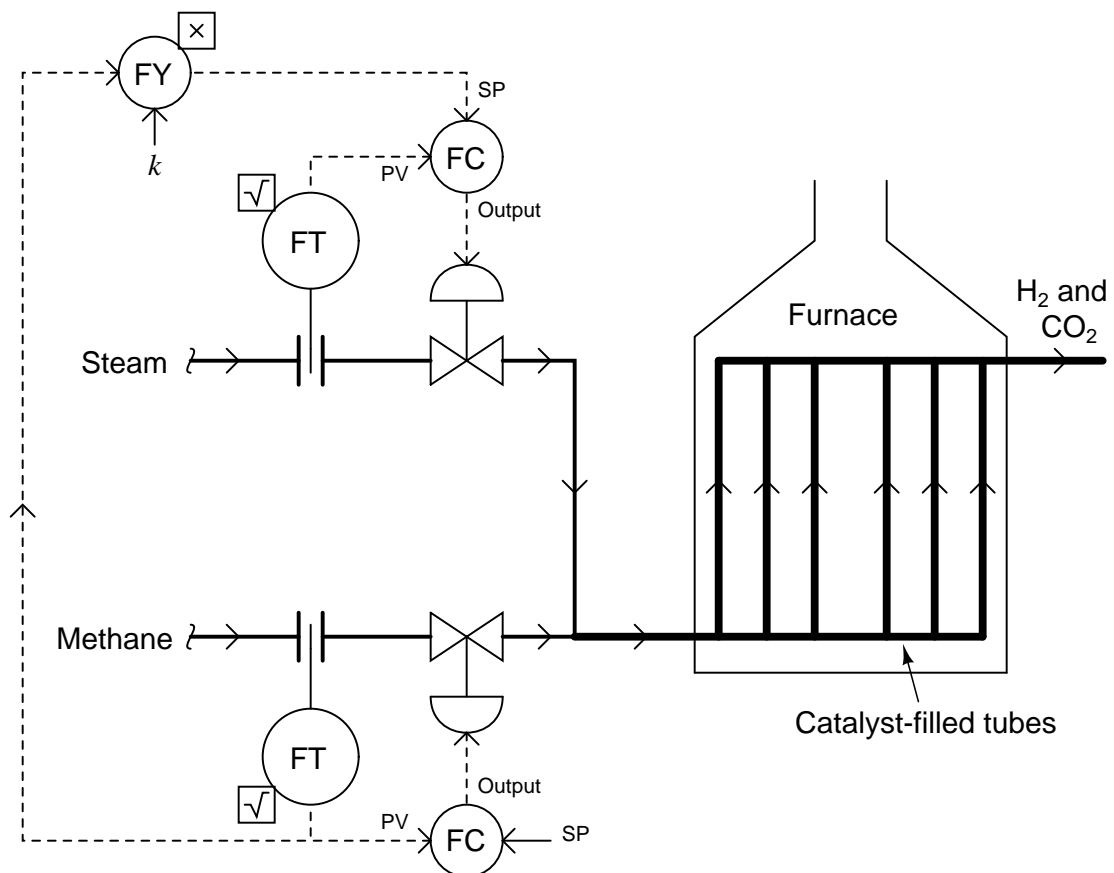 ×
FY
k
SP
FC
PV
√
FT
Output
Steam
Furnace
H₂ and
CO₂
Methane
Catalyst-filled tubes
FT
√
Output
PV
FC
SP